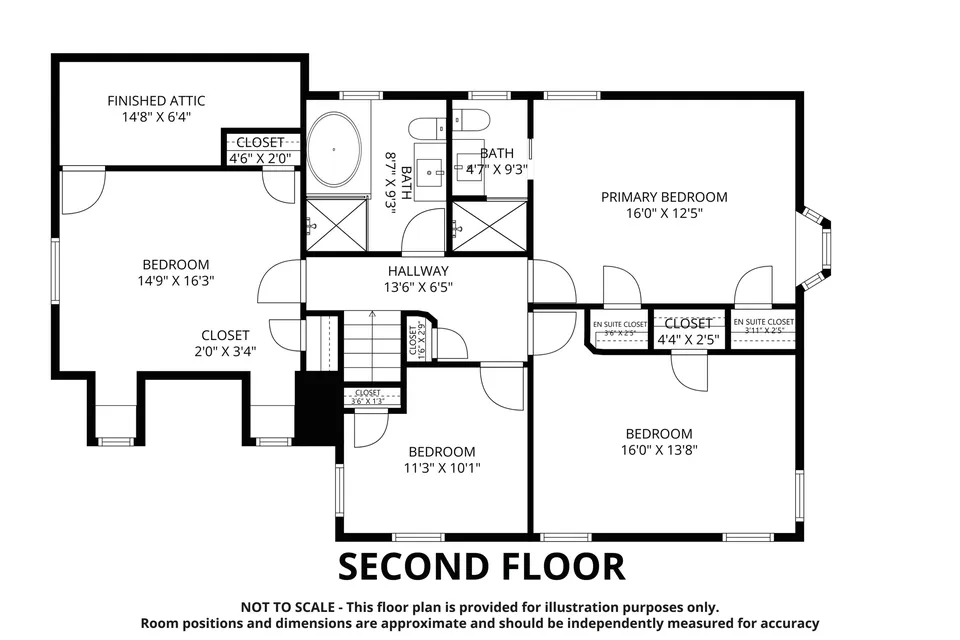 FINISHED ATTIC
14'8" X 6'4"
CLOSET
4'6" X 2'0"
BATH
8'7" X 9'3"
BATH
4'7" X 9'3"
PRIMARY BEDROOM
16'0" X 12'5"
BEDROOM
14'9" X 16'3"
HALLWAY
13'6" X 6'5"
CLOSET
2'0" X 3'4"
CLOSET
1'6" X 2'9"
EN SUITE CLOSET
3'6" X 2'5"
CLOSET
4'4" X 2'5"
EN SUITE CLOSET
3'11" X 2'5"
CLOSET
3'6" X 1'3"
BEDROOM
11'3" X 10'1"
BEDROOM
16'0" X 13'8"
SECOND FLOOR
NOT TO SCALE - This floor plan is provided for illustration purposes only.
Room positions and dimensions are approximate and should be independently measured for accuracy